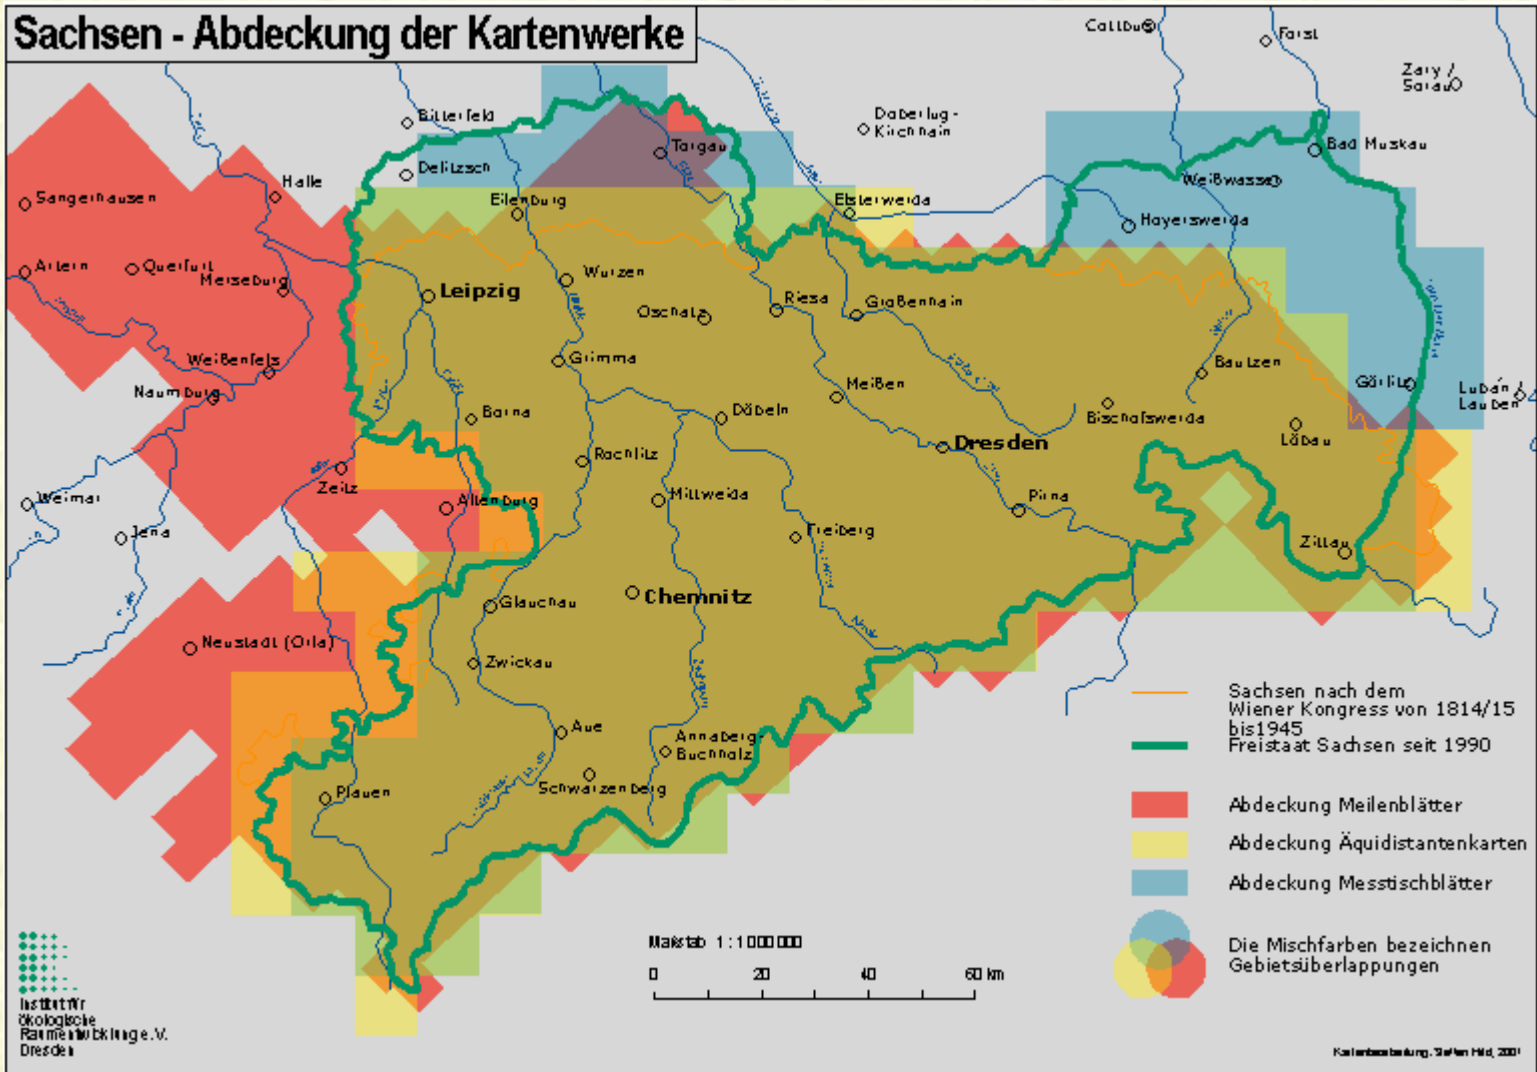 Sachsen - Abdeckung der Kartenwerke
Cottbus
Forst
Zary /
Sorau
Bitterfeld
Doberlug-
Kirchhain
Torgau
Bad Muskau
Delitzsch
Halle
Weißwasser
Sangerhausen
Eilenburg
Elsterwerda
Hoyerswerda
Artern
Querfurt
Merseburg
Wurzen
Leipzig
Riesa
Großenhain
Oschatz
Weißenfels
Grimma
Bautzen
Naumburg
Meißen
Görlitz
Lubań /
Lauban
Borna
Döbeln
Bischofswerda
Löbau
Dresden
Rochlitz
Zeitz
Weimar
Altenburg
Mittweida
Pirna
Jena
Freiberg
Zittau
Glauchau
Chemnitz
Neustadt (Orla)
Zwickau
Aue
Annaberg-
Buchholz
Schwarzenberg
Plauen
Sachsen nach dem
Wiener Kongress von 1814/15
bis1945
Freistaat Sachsen seit 1990
Abdeckung Meilenblätter
Abdeckung Äquidistantenkarten
Abdeckung Messtischblätter
Die Mischfarben bezeichnen
Gebietsüberlappungen
Maßstab 1 : 1 000 000
0 20 40 60 km
Institut für
ökologische
Raumentwicklung e. V.
Dresden
Kartenbearbeitung: Steffen Hild, 2001